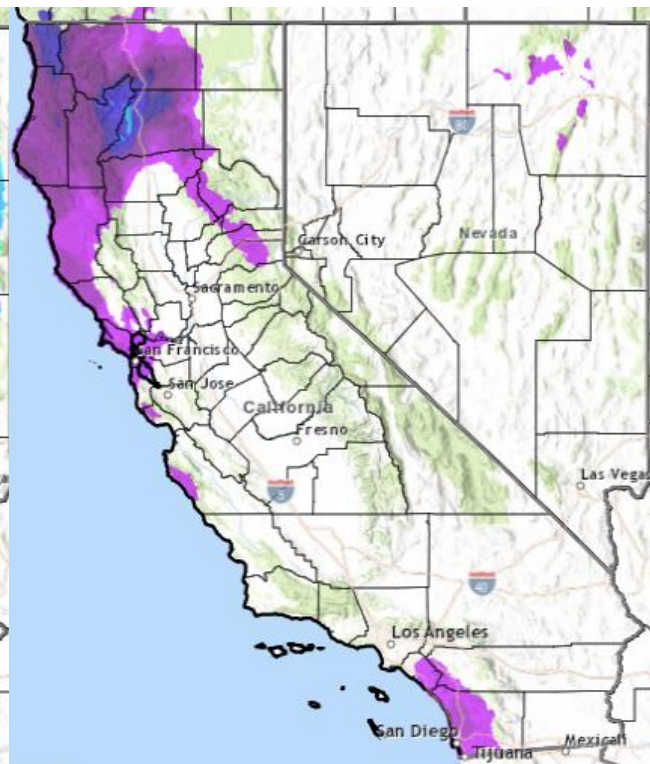 80
Carson City
Nevada
Sacramento
San Francisco
San Jose
California
Fresno
5
Las Vegas
40
Los Angeles
San Diego
Tijuana
Mexicali